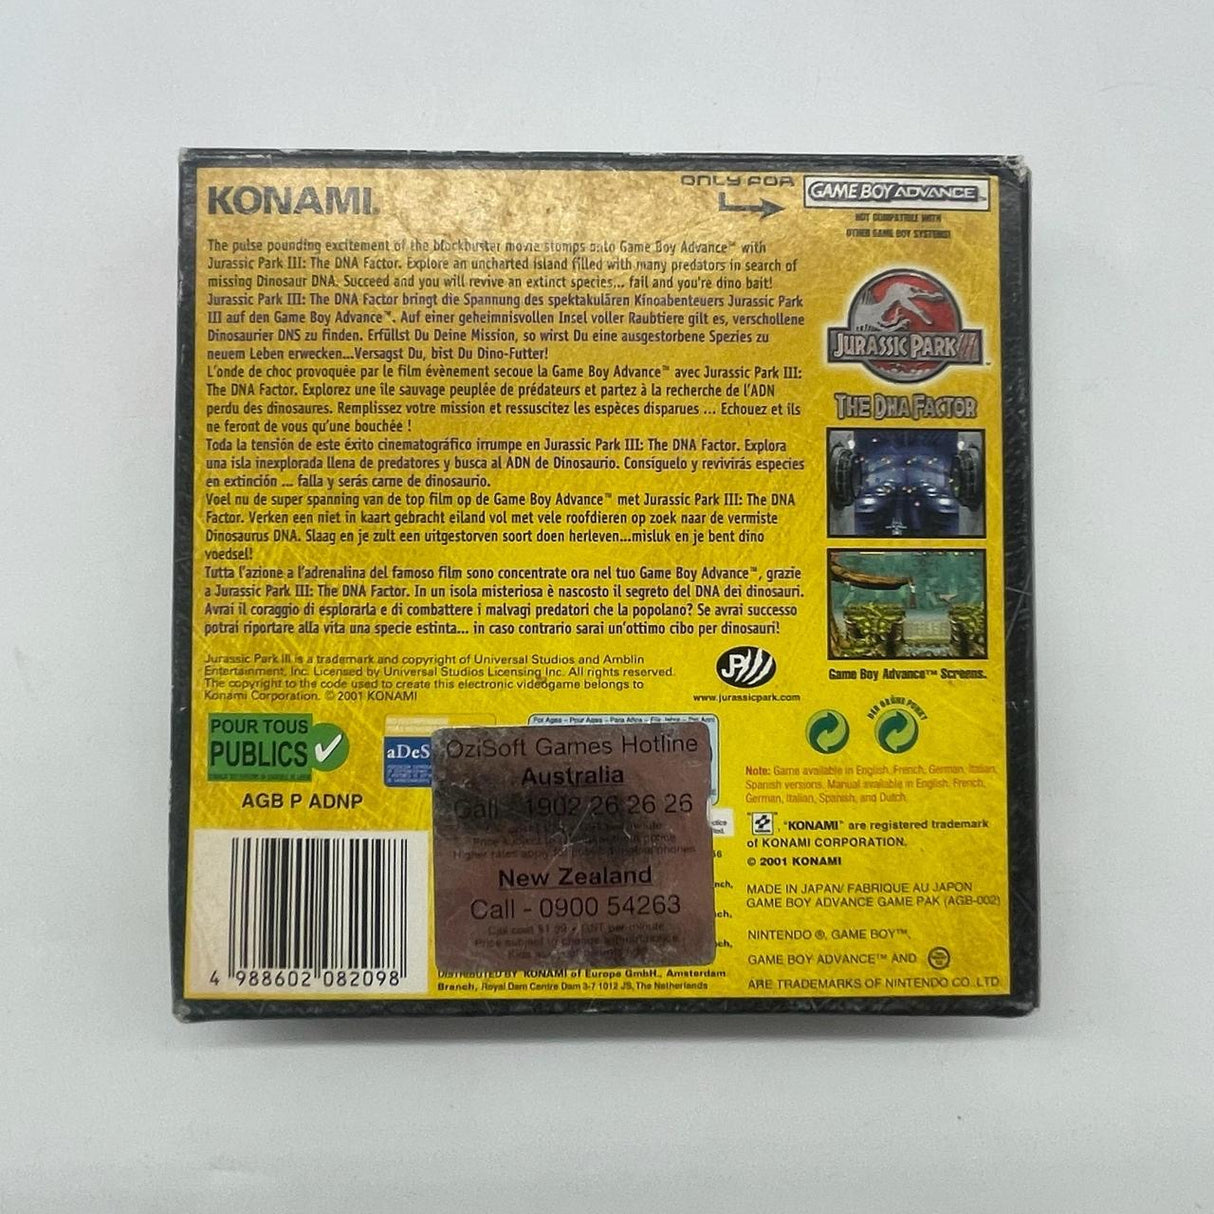 KONAMI
ONLY FOR
GAME BOY ADVANCE
NOT COMPATIBLE WITH
OTHER GAME BOY SYSTEMS!
The pulse pounding excitement of the blockbuster movie stomps onto Game Boy Advance™ with
Jurassic Park III: The DNA Factor. Explore an uncharted island filled with many predators in search of
missing Dinosaur DNA. Succeed and you will revive an extinct species... fail and you're dino bait!
Jurassic Park III: The DNA Factor bringt die Spannung des spektakulären Kinoabenteuers Jurassic Park
III auf den Game Boy Advance™. Auf einer geheimnisvollen Insel voller Raubtiere gilt es, verschollene
Dinosaurier DNS zu finden. Erfüllst Du Deine Mission, so wirst Du eine ausgestorbene Spezies zu
neuem Leben erwecken...Versagst Du, bist Du Dino-Futter!
L'onde de choc provoquée par le film évènement secoue la Game Boy Advance™ avec Jurassic Park III:
The DNA Factor. Explorez une île sauvage peuplée de prédateurs et partez à la recherche de l'ADN
perdu des dinosaures. Remplissez votre mission et ressuscitez les espèces disparues ... Echouez et ils
ne feront de vous qu'une bouchée !
Toda la tensión de este éxito cinematográfico irrumpe en Jurassic Park III: The DNA Factor. Explora
una isla inexplorada llena de predatores y busca al ADN de Dinosaurio. Consíguelo y revivirás especies
en extinción ... falla y serás carne de dinosaurio.
Voel nu de super spanning van de top film op de Game Boy Advance™ met Jurassic Park III: The DNA
Factor. Verken een niet in kaart gebracht eiland vol met vele roofdieren op zoek naar de vermiste
Dinosaurus DNA. Slaag en je zult een uitgestorven soort doen herleven...misluk en je bent dino
voedsel!
Tutta l'azione a l'adrenalina del famoso film sono concentrate ora nel tuo Game Boy Advance™, grazie
a Jurassic Park III: The DNA Factor. In un isola misteriosa è nascosto il segreto del DNA dei dinosauri.
Avrai il coraggio di esplorarla e di combattere i malvagi predatori che la popolano? Se avrai successo
potrai riportare alla vita una specie estinta... in caso contrario sarai un'ottimo cibo per dinosauri!
JURASSIC PARK III™
THE DNA FACTOR
Game Boy Advance™ Screens.
Jurassic Park III is a trademark and copyright of Universal Studios and Amblin
Entertainment, Inc. Licensed by Universal Studios Licensing Inc. All rights reserved.
The copyright to the code used to create this electronic videogame belongs to
Konami Corporation. © 2001 KONAMI
JP
www.jurassicpark.com
POUR TOUS
PUBLICS
AGB P ADNP
aDeS
For Ages - Pour Ages - Para Años - Für Jahre - Per Anni
OziSoft Games Hotline
Australia
Call - 1902 26 26 26
Higher rates apply
New Zealand
Call - 0900 54263
DER GRÜNE PUNKT
Note: Game available in English, French, German, Italian,
Spanish versions. Manual available in English, French,
German, Italian, Spanish, and Dutch.
, "KONAMI" are registered trademark
of KONAMI CORPORATION.
© 2001 KONAMI
MADE IN JAPAN/ FABRIQUE AU JAPON
GAME BOY ADVANCE GAME PAK (AGB-002)
NINTENDO ®, GAME BOY™,
GAME BOY ADVANCE™ AND
ARE TRADEMARKS OF NINTENDO CO. LTD.
4 988602 082098
DISTRIBUTED BY KONAMI of Europe GmbH., Amsterdam
Branch, Royal Dam Centre Dam 3-7 1012 JS, The Netherlands